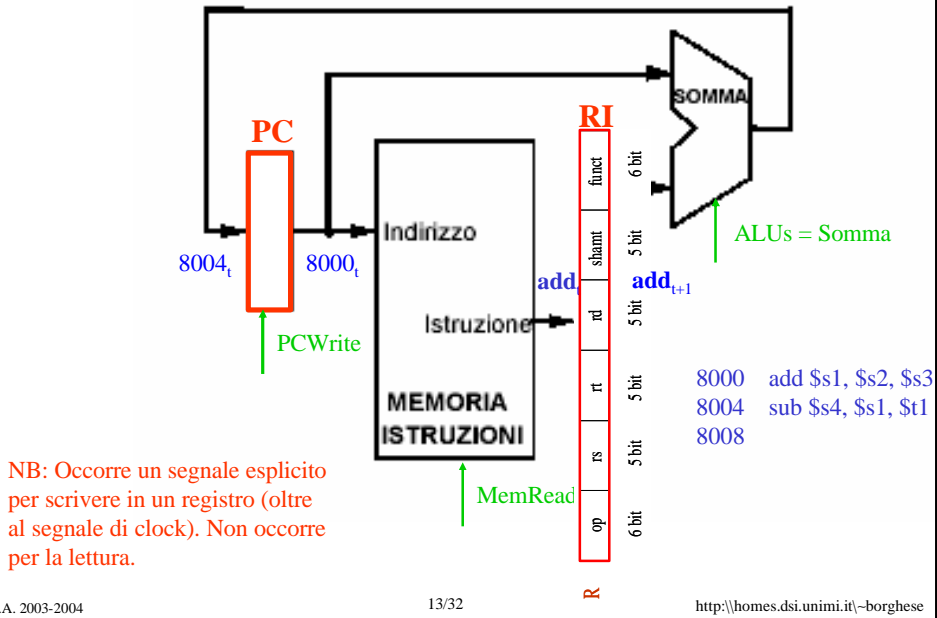 SOMMA
RI
PC
funct
6 bit
Indirizzo
ALUs = Somma
shamt
5 bit
8004t
8000t
add
addt+1
Istruzione
rd
5 bit
PCWrite
8000 add $s1, $s2, $s3
rt
5 bit
MEMORIA
8004 sub $s4, $s1, $t1
ISTRUZIONI
8008
rs
5 bit
NB: Occorre un segnale esplicito
per scrivere in un registro (oltre
al segnale di clock). Non occorre
per la lettura.
MemRead
op
6 bit
R
.A. 2003-2004
13/32
http:\\homes.dsi.unimi.it\~borghese